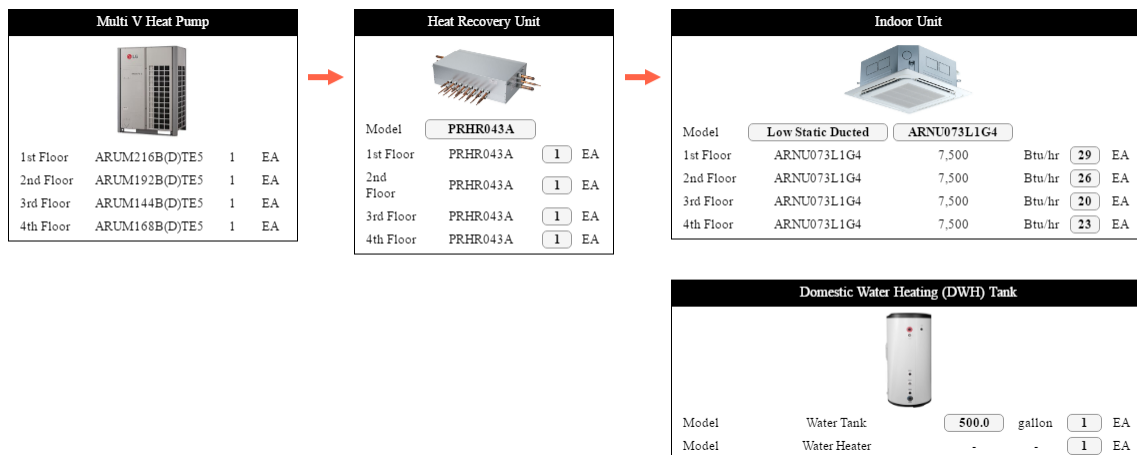 Multi V Heat Pump
LG
1st Floor ARUM216B(D)TE5 1 EA
2nd Floor ARUM192B(D)TE5 1 EA
3rd Floor ARUM144B(D)TE5 1 EA
4th Floor ARUM168B(D)TE5 1 EA
Heat Recovery Unit
Model PRHR043A
1st Floor PRHR043A 1 EA
2nd
Floor PRHR043A 1 EA
3rd Floor PRHR043A 1 EA
4th Floor PRHR043A 1 EA
Indoor Unit
Model Low Static Ducted ARNU073L1G4
1st Floor ARNU073L1G4 7,500 Btu/hr 29 EA
2nd Floor ARNU073L1G4 7,500 Btu/hr 26 EA
3rd Floor ARNU073L1G4 7,500 Btu/hr 20 EA
4th Floor ARNU073L1G4 7,500 Btu/hr 23 EA
Domestic Water Heating (DWH) Tank
Model Water Tank 500.0 gallon 1 EA
Model Water Heater - - 1 EA